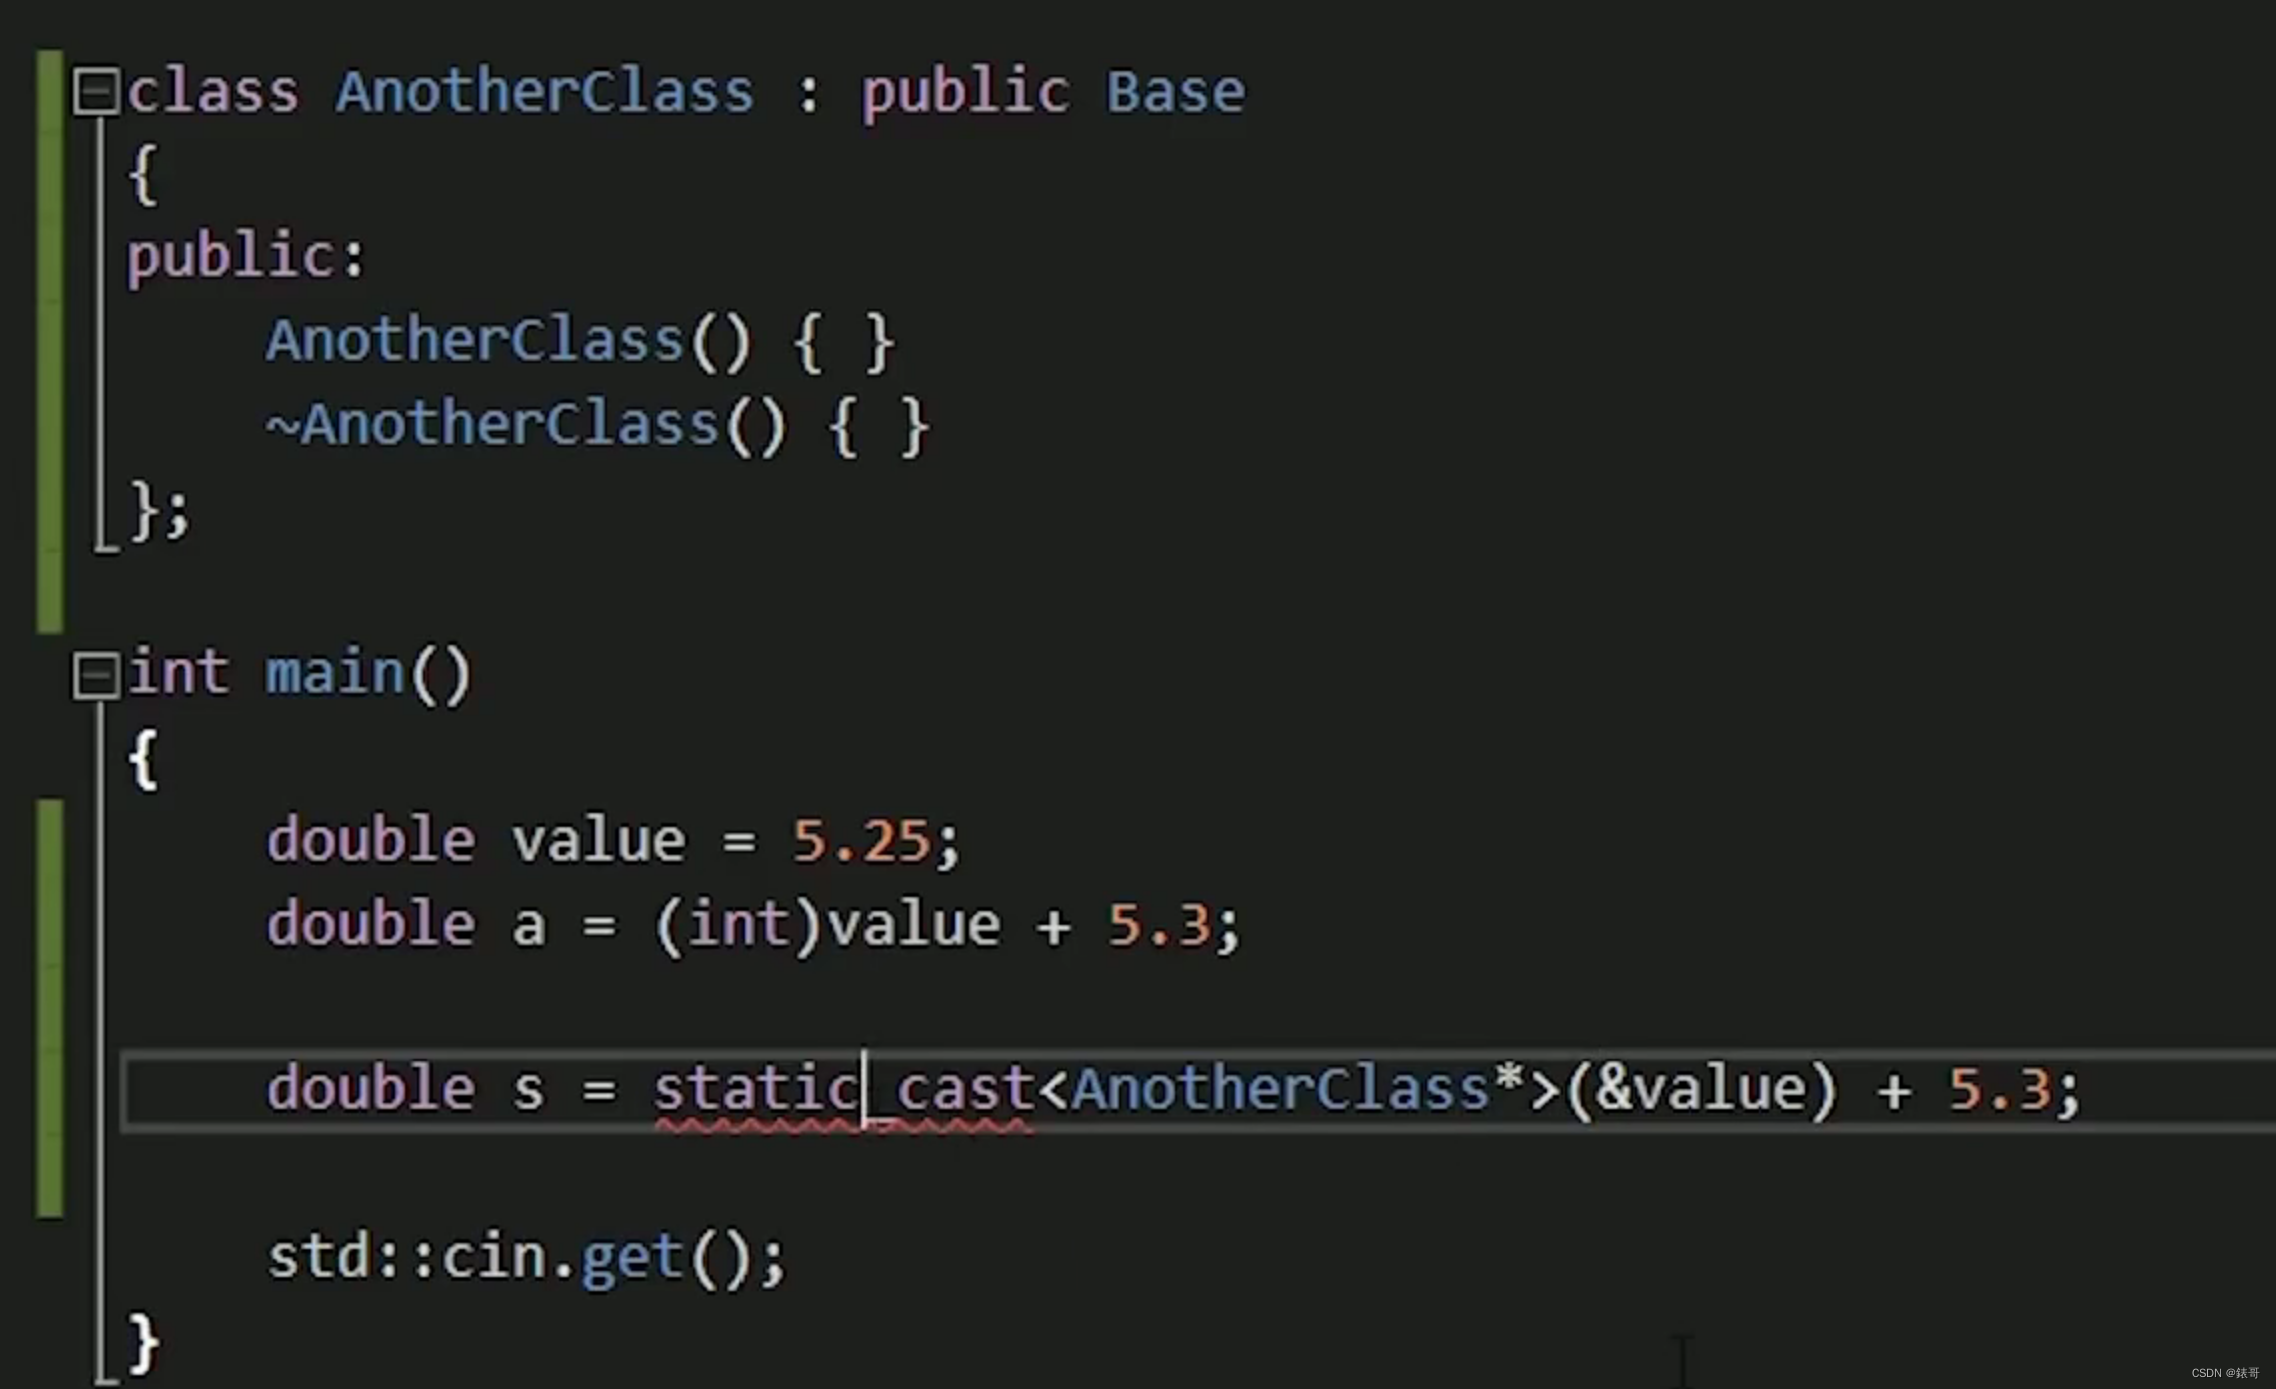 class AnotherClass : public Base
{
public:
    AnotherClass() { }
    ~AnotherClass() { }
};
int main()
{
    double value = 5.25;
    double a = (int)value + 5.3;
    double s = static_cast<AnotherClass*>(&value) + 5.3;
    std::cin.get();
}
CSDN @錶哥